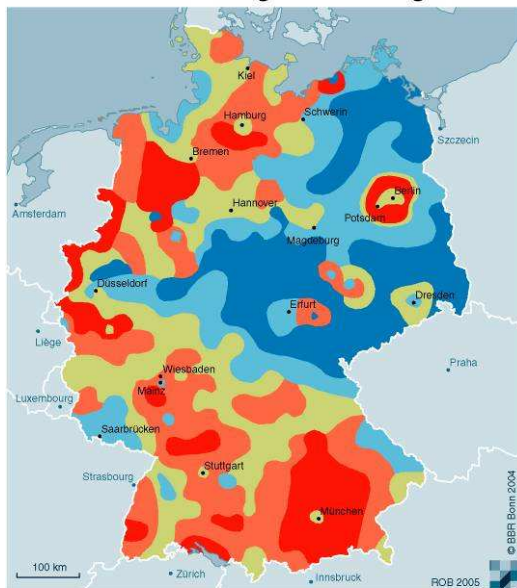 Kiel
Hamburg
Schwerin
Szczecin
Bremen
Berlin
Amsterdam
Hannover
Potsdam
Magdeburg
Düsseldorf
Erfurt
Dresden
Liège
Praha
Wiesbaden
Mainz
Luxembourg
Saarbrücken
Strasbourg
Stuttgart
München
100 km
Zürich
Innsbruck
ROB 2005
© BBR Bonn 2004